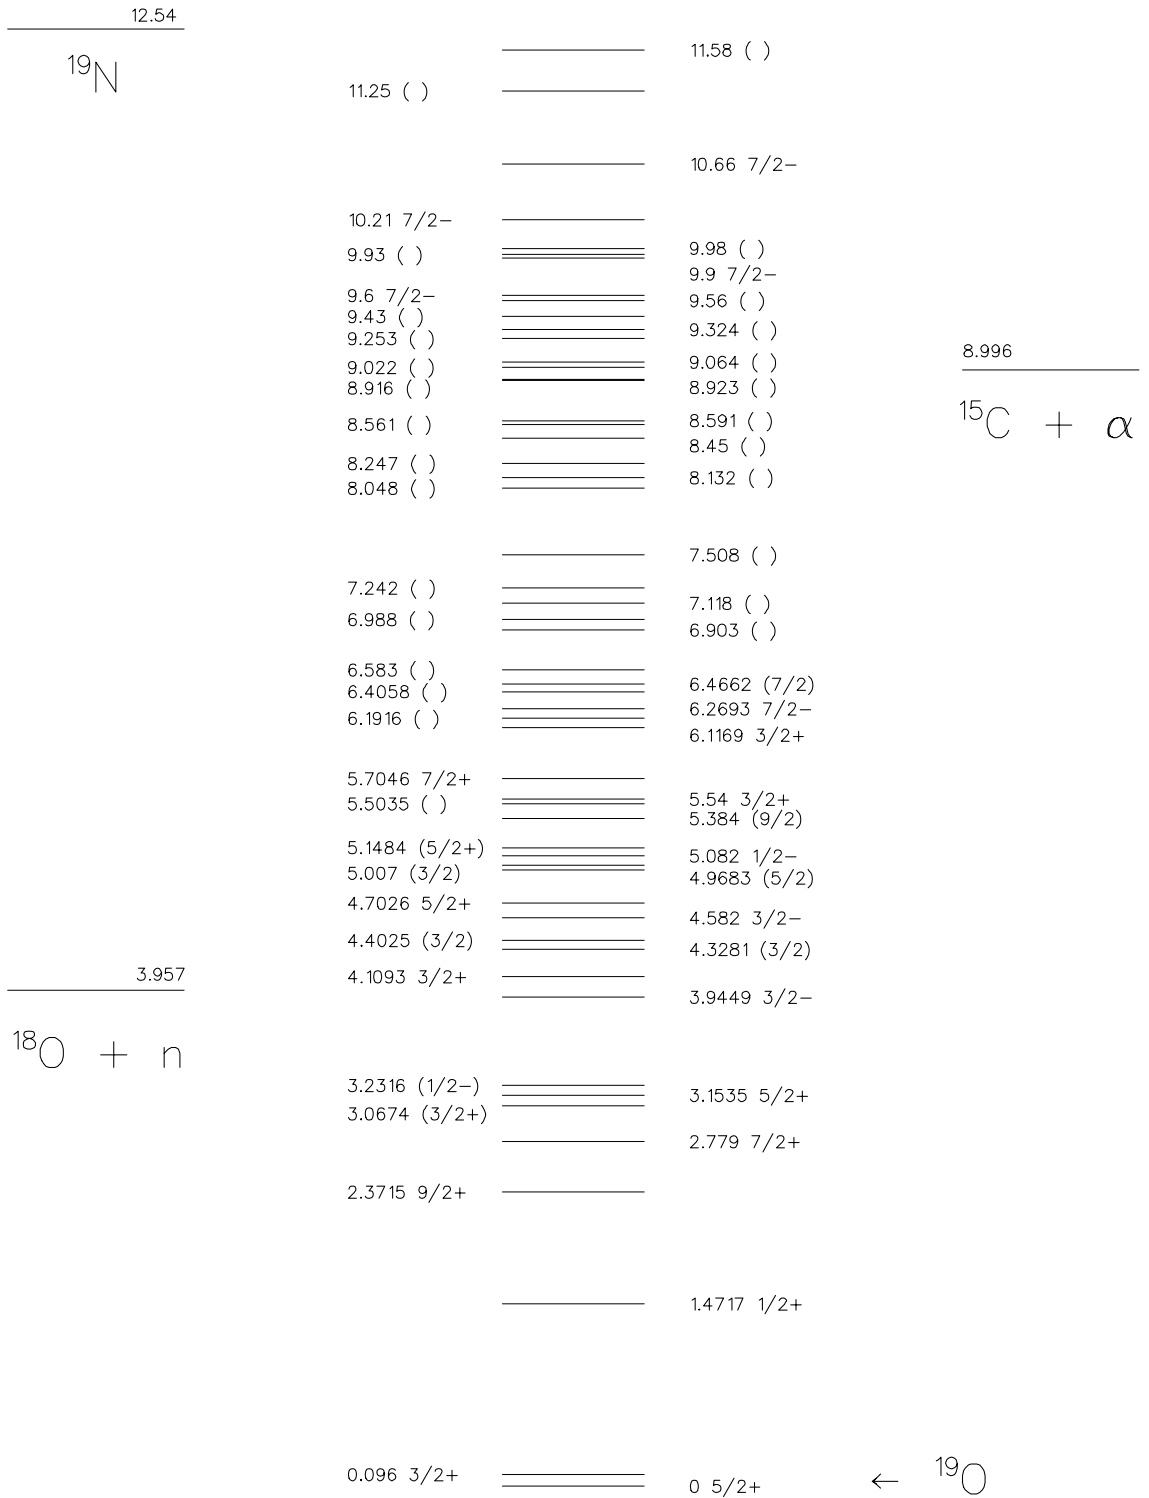 12.54
¹⁹N
11.58 ( )
11.25 ( )
10.66 7/2−
10.21 7/2−
9.98 ( )
9.93 ( )
9.9 7/2−
9.6 7/2−
9.56 ( )
9.43 ( )
9.324 ( )
9.253 ( )
9.064 ( )
9.022 ( )
8.923 ( )
8.916 ( )
8.996
¹⁵C + α
8.591 ( )
8.561 ( )
8.45 ( )
8.247 ( )
8.132 ( )
8.048 ( )
7.508 ( )
7.242 ( )
7.118 ( )
6.988 ( )
6.903 ( )
6.583 ( )
6.4662 (7/2)
6.4058 ( )
6.2693 7/2−
6.1916 ( )
6.1169 3/2+
5.7046 7/2+
5.54 3/2+
5.5035 ( )
5.384 (9/2)
5.1484 (5/2+)
5.082 1/2−
5.007 (3/2)
4.9683 (5/2)
4.7026 5/2+
4.582 3/2−
4.4025 (3/2)
4.3281 (3/2)
4.1093 3/2+
3.957
¹⁸O + n
3.9449 3/2−
3.2316 (1/2−)
3.1535 5/2+
3.0674 (3/2+)
2.779 7/2+
2.3715 9/2+
1.4717 1/2+
0.096 3/2+
0 5/2+
← ¹⁹O